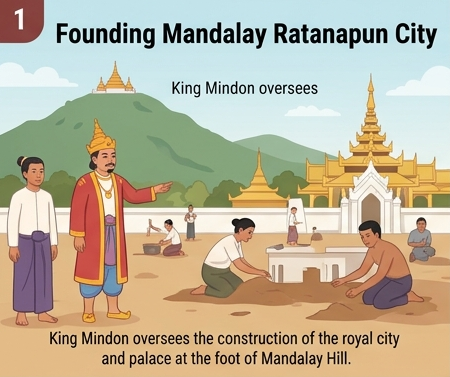 1
Founding Mandalay Ratanapun City
King Mindon oversees
King Mindon oversees the construction of the royal city
and palace at the foot of Mandalay Hill.